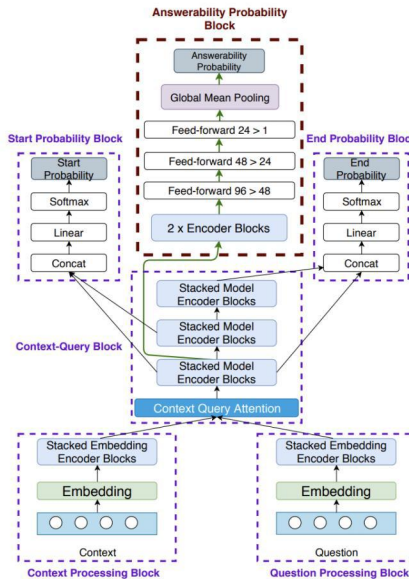 Answerability Probability
Block
Answerability
Probability
Global Mean Pooling
Feed-forward 24 > 1
Feed-forward 48 > 24
Feed-forward 96 > 48
2 x Encoder Blocks
Start Probability Block
Start
Probability
Softmax
Linear
Concat
End Probability Block
End
Probability
Softmax
Linear
Concat
Context-Query Block
Stacked Model
Encoder Blocks
Stacked Model
Encoder Blocks
Stacked Model
Encoder Blocks
Context Query Attention
Stacked Embedding
Encoder Blocks
Embedding
Context
Context Processing Block
Stacked Embedding
Encoder Blocks
Embedding
Question
Question Processing Block